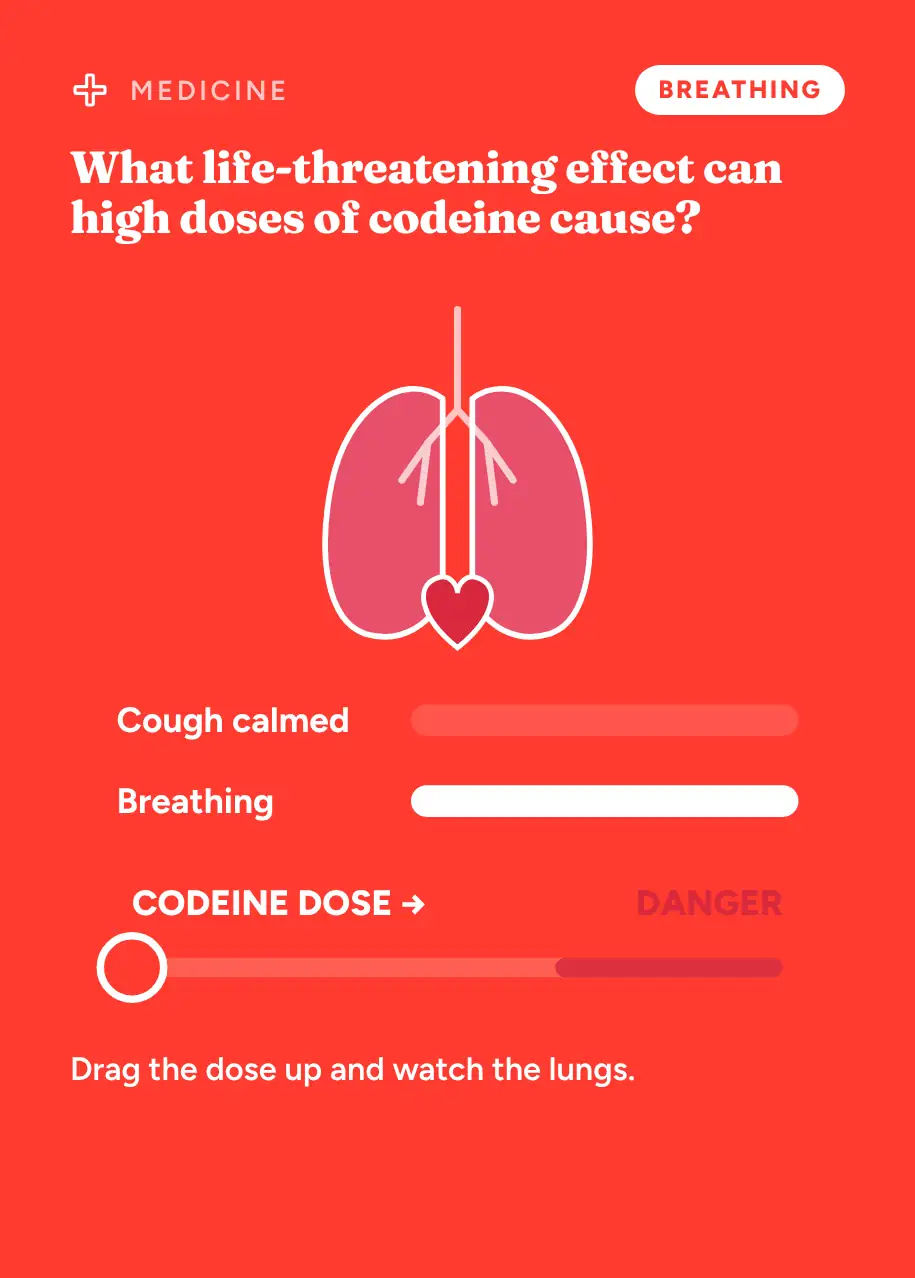 MEDICINE
BREATHING
What life-threatening effect can
high doses of codeine cause?
Cough calmed
Breathing
CODEINE DOSE →
DANGER
Drag the dose up and watch the lungs.